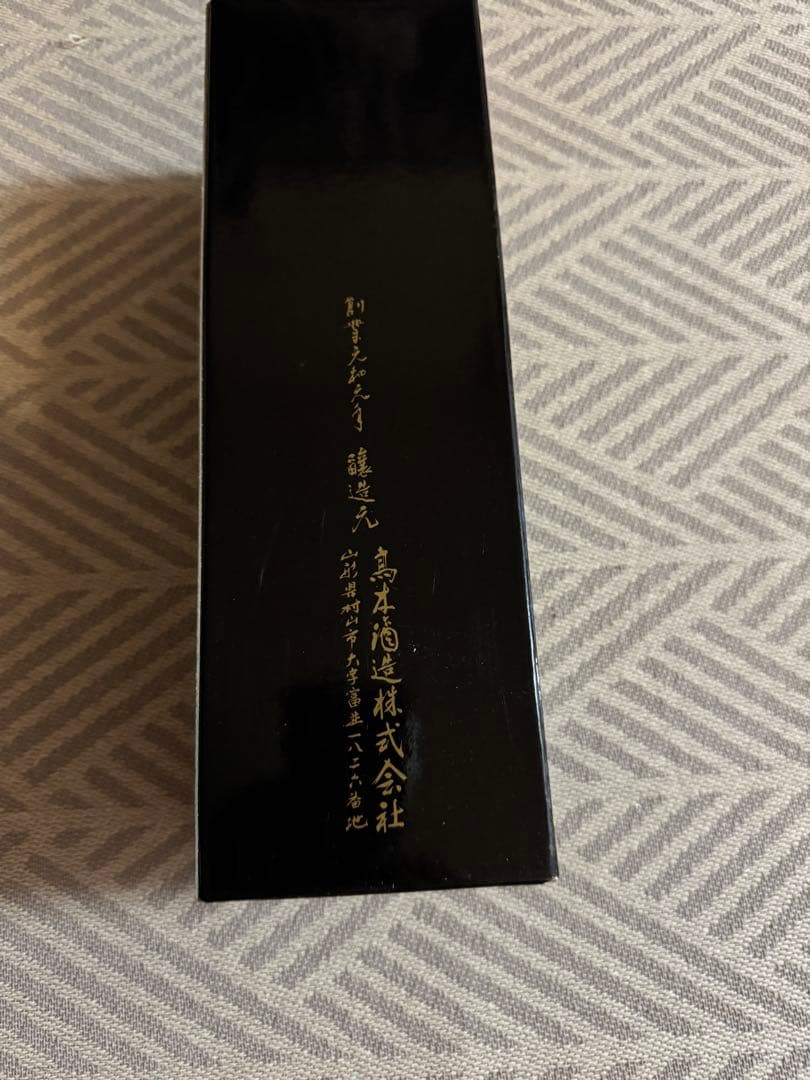 創業元和元年
醸造元
高木酒造株式会社
山形県村山市大字富並一八二六番地